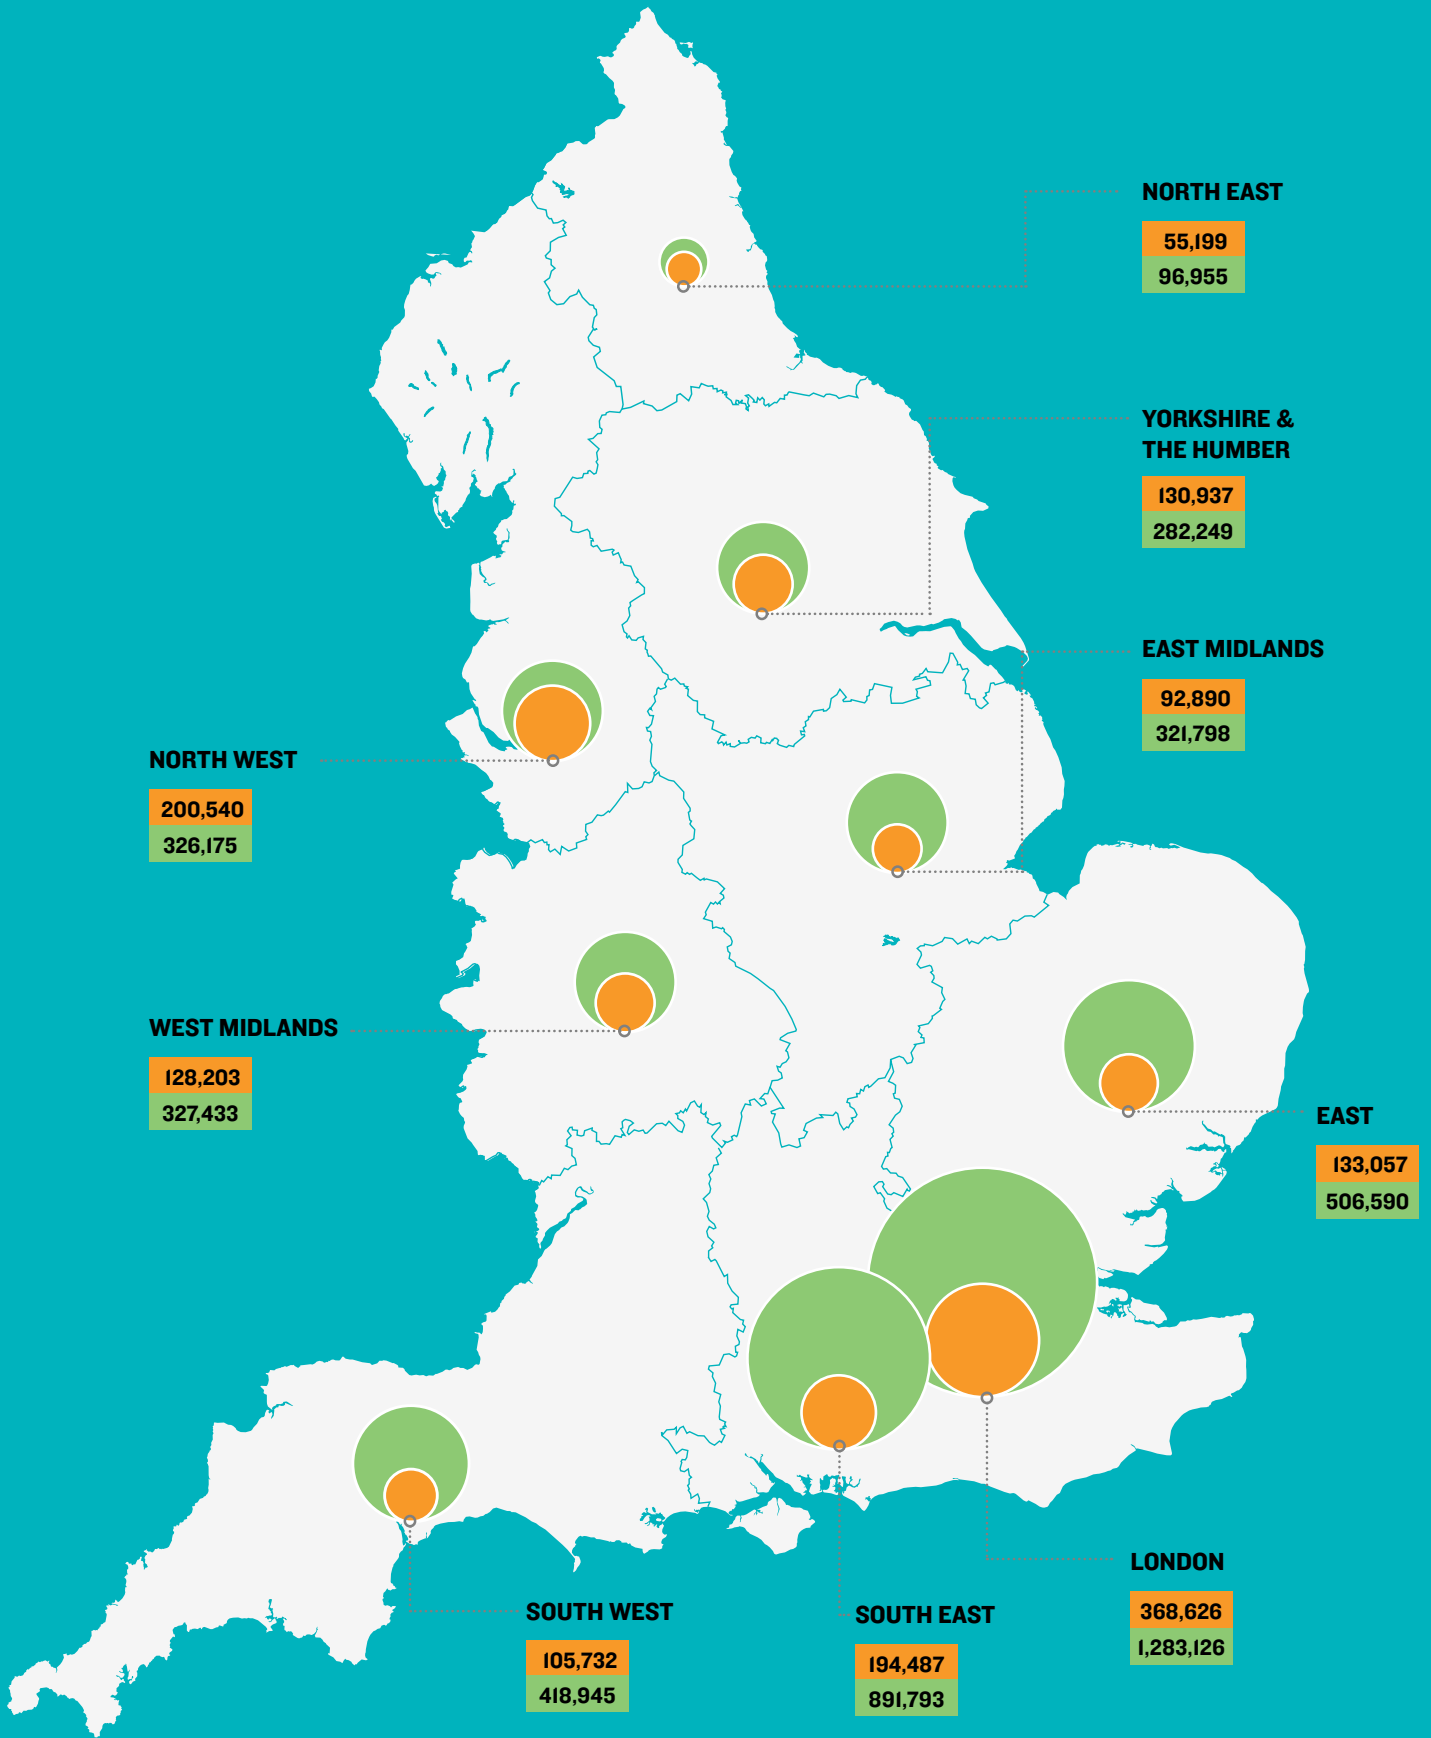 NORTH EAST
55,199
96,955
YORKSHIRE &
THE HUMBER
130,937
282,249
EAST MIDLANDS
92,890
321,798
NORTH WEST
200,540
326,175
WEST MIDLANDS
128,203
327,433
EAST
133,057
506,590
LONDON
368,626
1,283,126
SOUTH WEST
105,732
418,945
SOUTH EAST
194,487
891,793